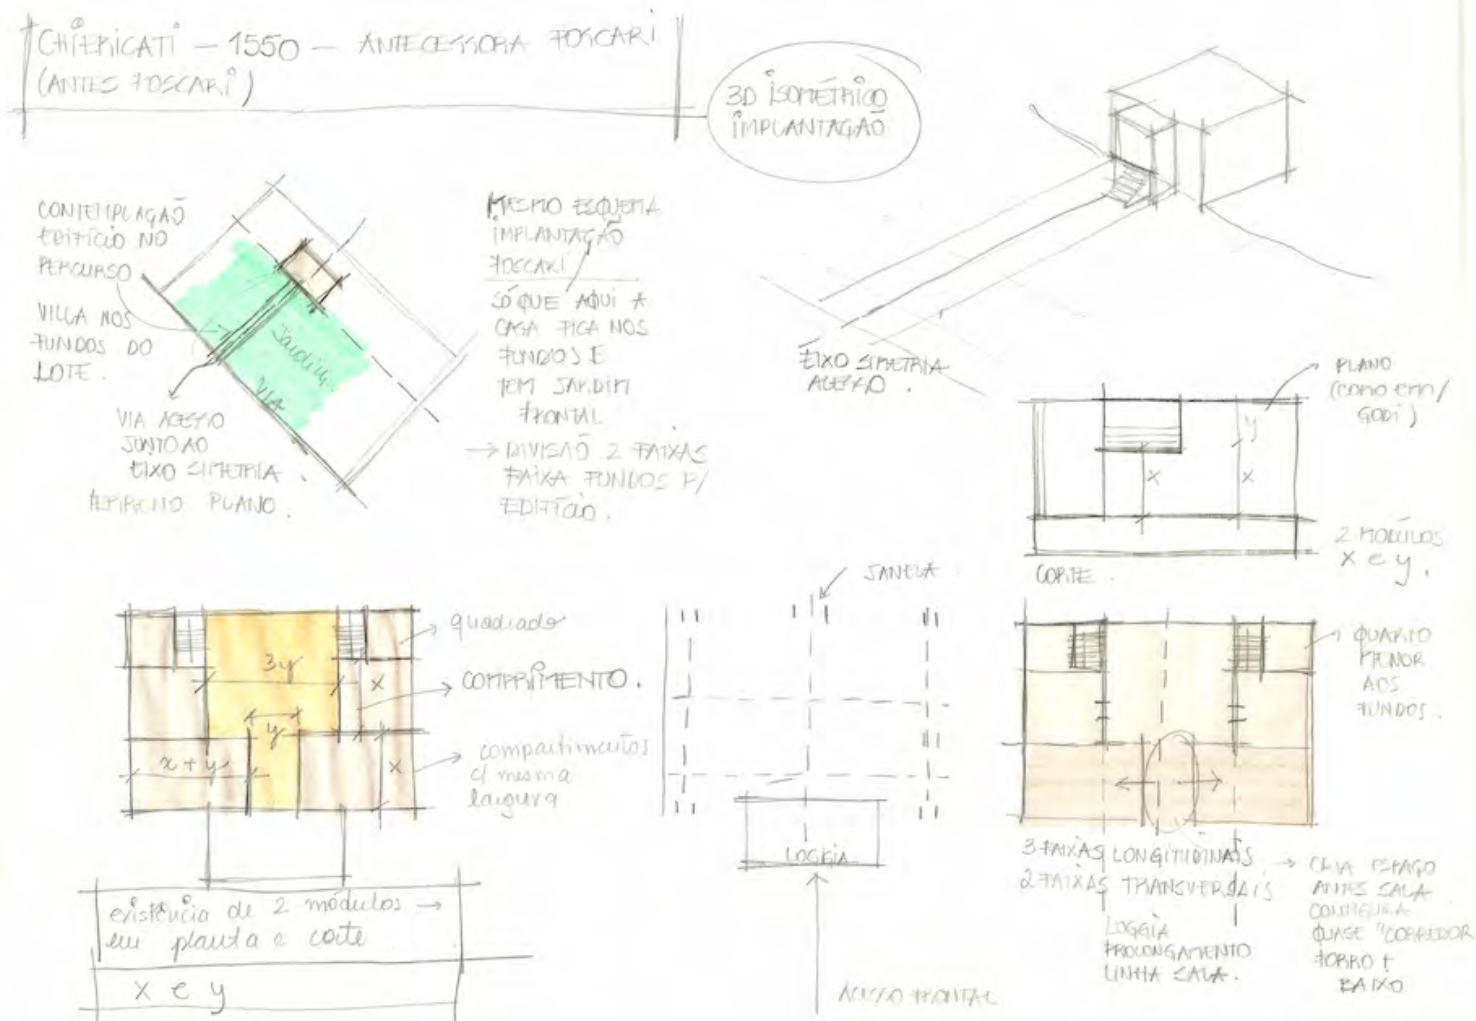 CHIERICATI – 1550 – ANTECESSORA FOSCARI
(ANTES FOSCARI)
3D ISOMÉTRICO
IMPLANTAÇÃO
CONTEMPLAÇÃO
EDIFÍCIO NO
PERCURSO
VILLA NOS
FUNDOS DO
LOTE.
VIA ACESSO
JUNTO AO
EIXO SIMETRIA.
TERRENO PLANO.
Jardim
VIA
MESMO ESQUEMA
IMPLANTAÇÃO
FOSCARI
SÓ QUE AQUI A
CASA FICA NOS
FUNDOS E
TEM JARDIM
FRONTAL
→ DIVISÃO 2 FAIXAS
FAIXA FUNDOS P/
EDIFÍCIO.
EIXO SIMETRIA
ACESSO.
PLANO
(COMO EM/
GODI)
y
x
x
2 MÓDULOS
X e y.
CORTE.
quadrado
3y
x
COMPRIMENTO.
y
x + y
x
compartimentos
c/ mesma
largura
existência de 2 módulos →
em planta e corte
x e y
JANELA
LOGGIA
ACESSO FRONTAL
QUARTO
MENOR
AOS
FUNDOS.
3 FAIXAS LONGITUDINAIS
2 FAIXAS TRANSVERSAIS
LOGGIA
PROLONGAMENTO
LINHA SALA.
→ CRIA ESPAÇO
ANTES SALA
CONFIGURA
QUASE "CORREDOR
FORRO +
BAIXO